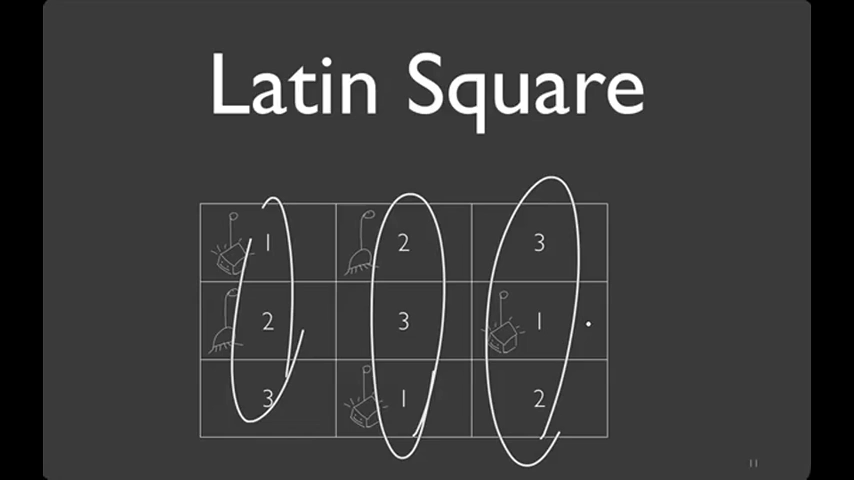 Latin Square
1 2 3
2 3 1
3 1 2
11